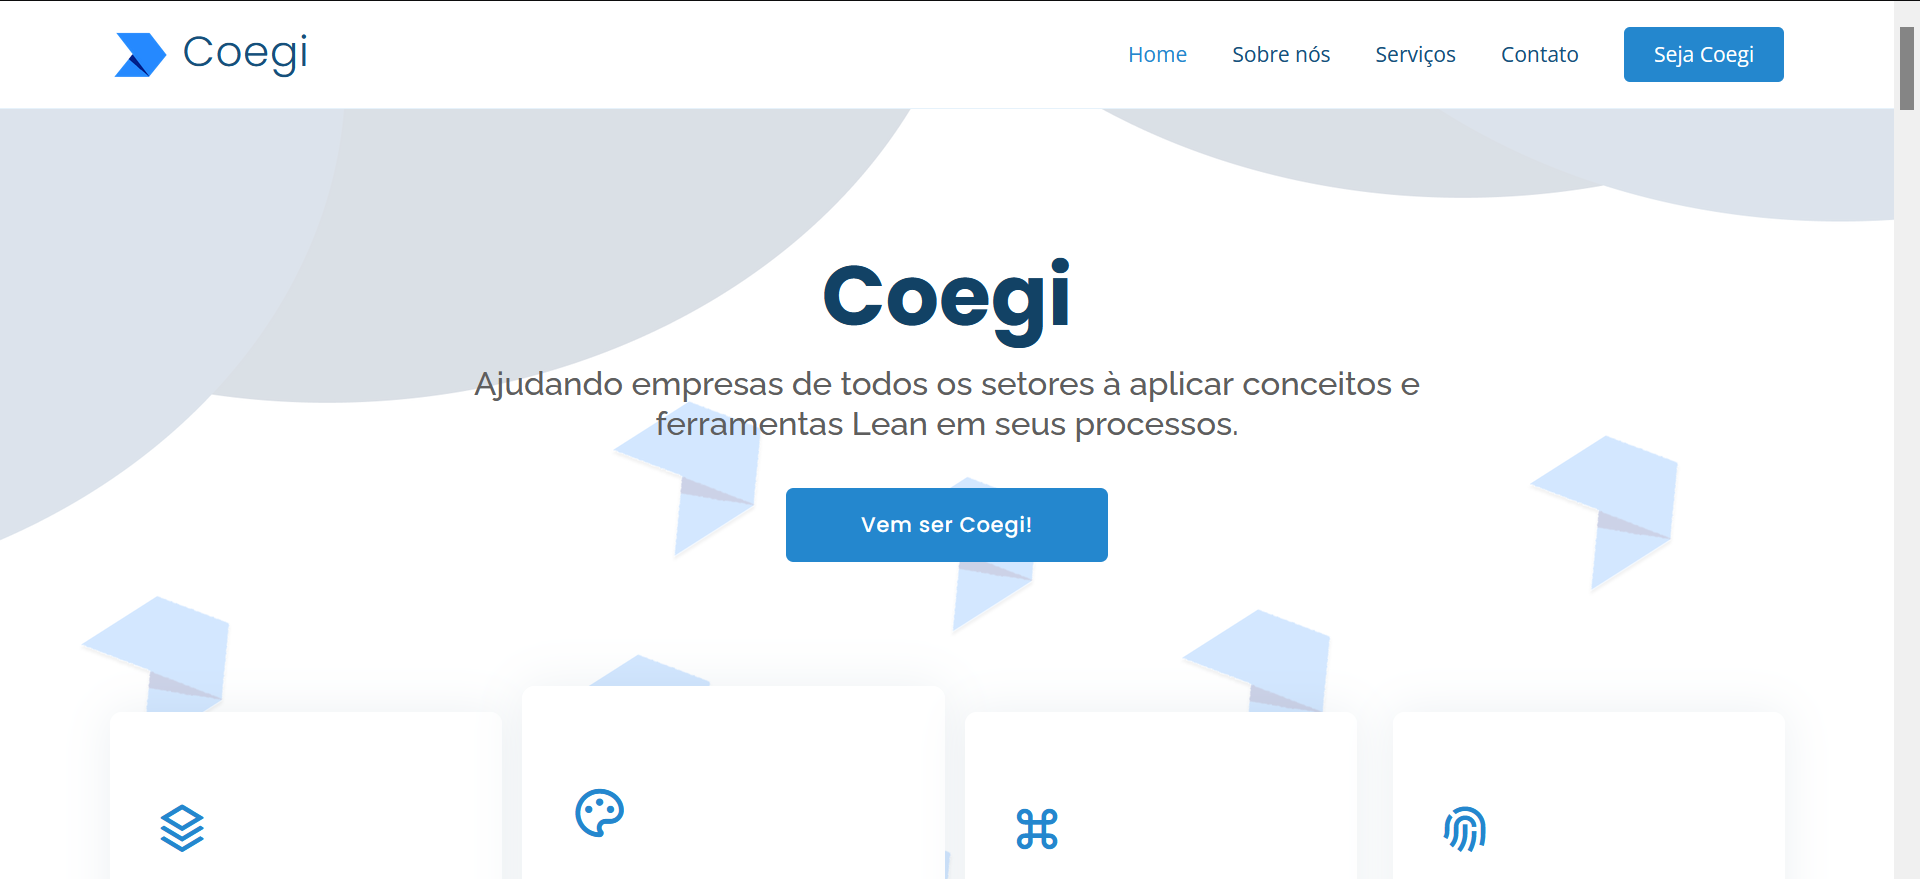 Coegi
Home
Sobre nós
Serviços
Contato
Seja Coegi
Coegi
Ajudando empresas de todos os setores à aplicar conceitos e
ferramentas Lean em seus processos.
Vem ser Coegi!